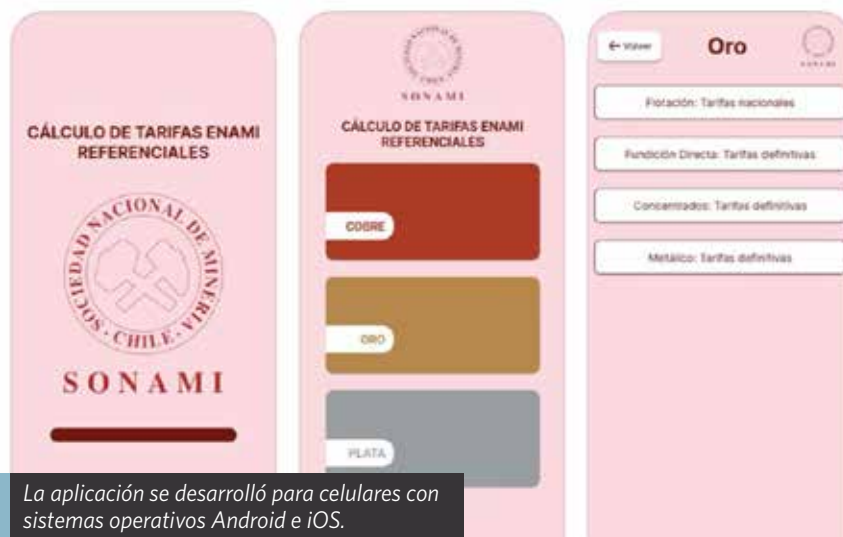 CÁLCULO DE TARIFAS ENAMI
REFERENCIALES
SOCIEDAD NACIONAL DE MINERIA
· CHILE ·
SONAMI
SONAMI
CÁLCULO DE TARIFAS ENAMI
REFERENCIALES
COBRE
ORO
PLATA
← Volver
Oro
SONAMI
Flotación: Tarifas nacionales
Fundición Directa: Tarifas definitivas
Concentrados: Tarifas definitivas
Metálico: Tarifas definitivas
La aplicación se desarrolló para celulares con
sistemas operativos Android e iOS.